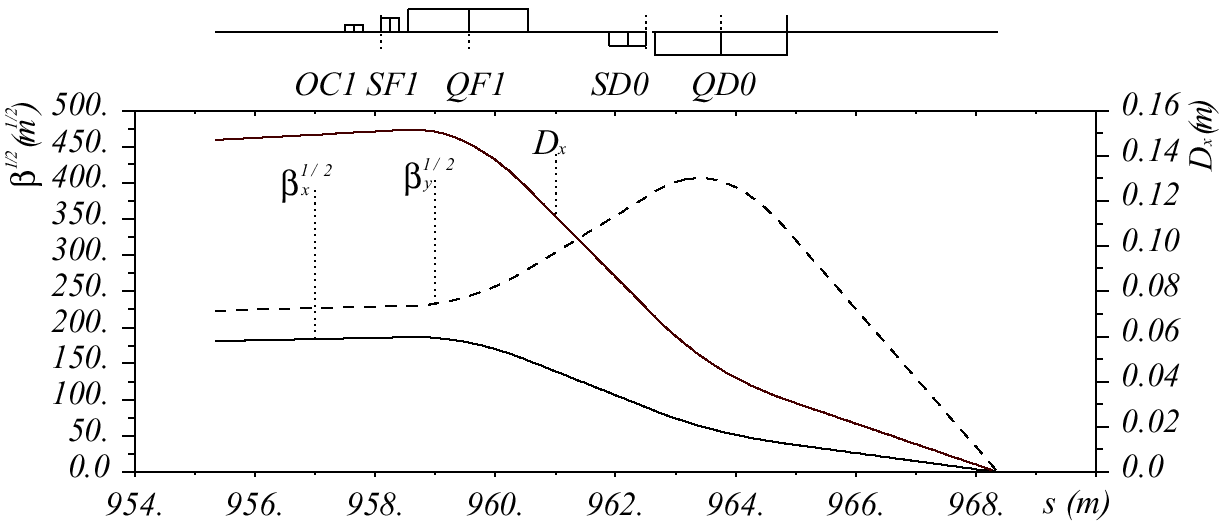 OC1 SF1 QF1 SD0 QD0
β^1/2 (m^1/2)
500.
450.
400.
350.
300.
250.
200.
150.
100.
50.
0.0
β_x^1/2
β_y^1/2
D_x
D_x (m)
0.16
0.14
0.12
0.10
0.08
0.06
0.04
0.02
0.0
954. 956. 958. 960. 962. 964. 966. 968. s (m)